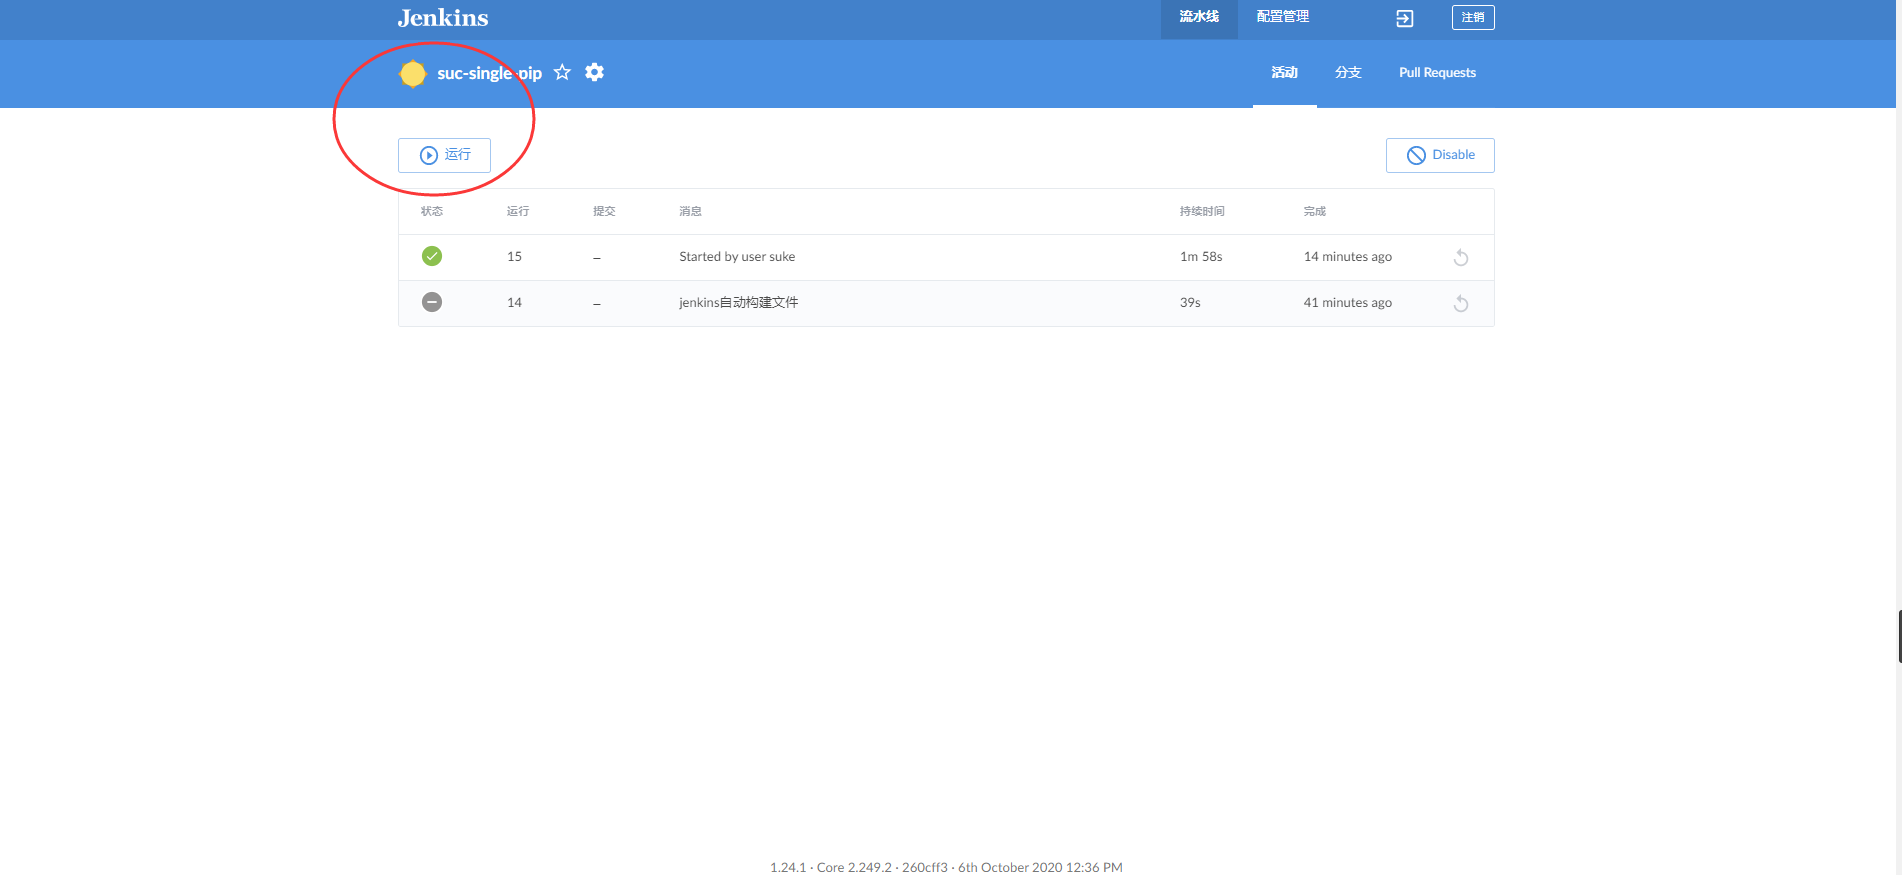 Jenkins 流水线 配置管理 注销
suc-single-pip 活动 分支 Pull Requests
运行 Disable
状态 运行 提交 消息 持续时间 完成
15 – Started by user suke 1m 58s 14 minutes ago
14 – jenkins自动构建文件 39s 41 minutes ago
1.24.1 · Core 2.249.2 · 260cff3 · 6th October 2020 12:36 PM